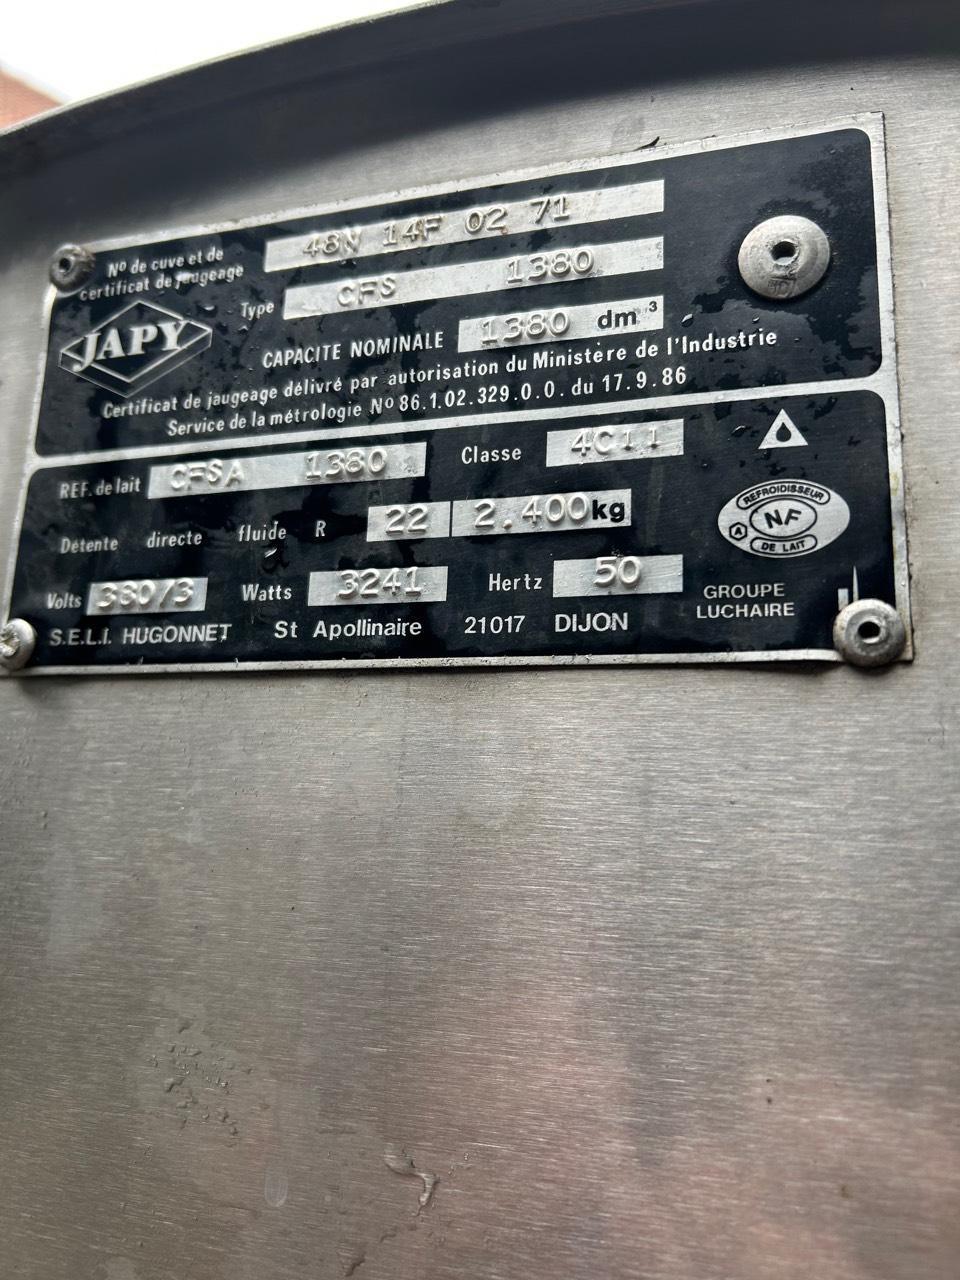 Nº de cuve et de
certificat de jaugeage
48N 14F 02 71
Type CFS 1380
JAPY
CAPACITE NOMINALE 1380 dm³
Certificat de jaugeage délivré par autorisation du Ministère de l'Industrie
Service de la métrologie Nº 86.1.02.329.0.0. du 17.9.86
REF. de lait CFSA 1380 Classe 4C11
Détente directe fluide R 22 2.400 kg
REFROIDISSEUR
NF
A
DE LAIT
Volts 380/3 Watts 3241 Hertz 50
GROUPE
LUCHAIRE
S.E.L.I. HUGONNET St Apollinaire 21017 DIJON